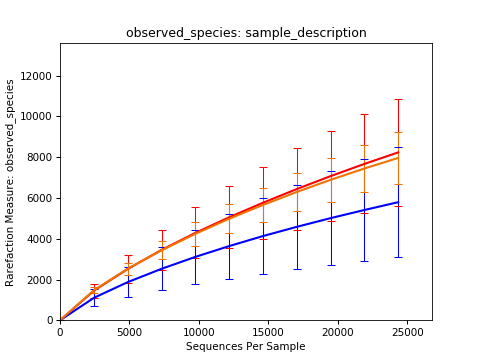 observed_species: sample_description
12000
10000
8000
6000
4000
2000
0
Rarefaction Measure: observed_species
0 5000 10000 15000 20000 25000
Sequences Per Sample